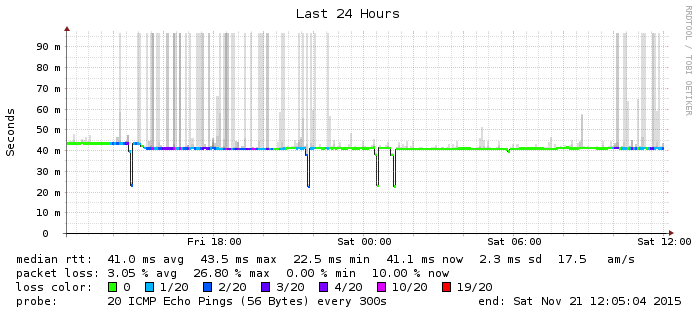 Last 24 Hours
RRDTOOL / TOBI OETIKER
Seconds
90 m
80 m
70 m
60 m
50 m
40 m
30 m
20 m
10 m
0
Fri 18:00 Sat 00:00 Sat 06:00 Sat 12:00
median rtt: 41.0 ms avg 43.5 ms max 22.5 ms min 41.1 ms now 2.3 ms sd 17.5 am/s
packet loss: 3.05 % avg 26.80 % max 0.00 % min 10.00 % now
loss color: 0 1/20 2/20 3/20 4/20 10/20 19/20
probe: 20 ICMP Echo Pings (56 Bytes) every 300s end: Sat Nov 21 12:05:04 2015